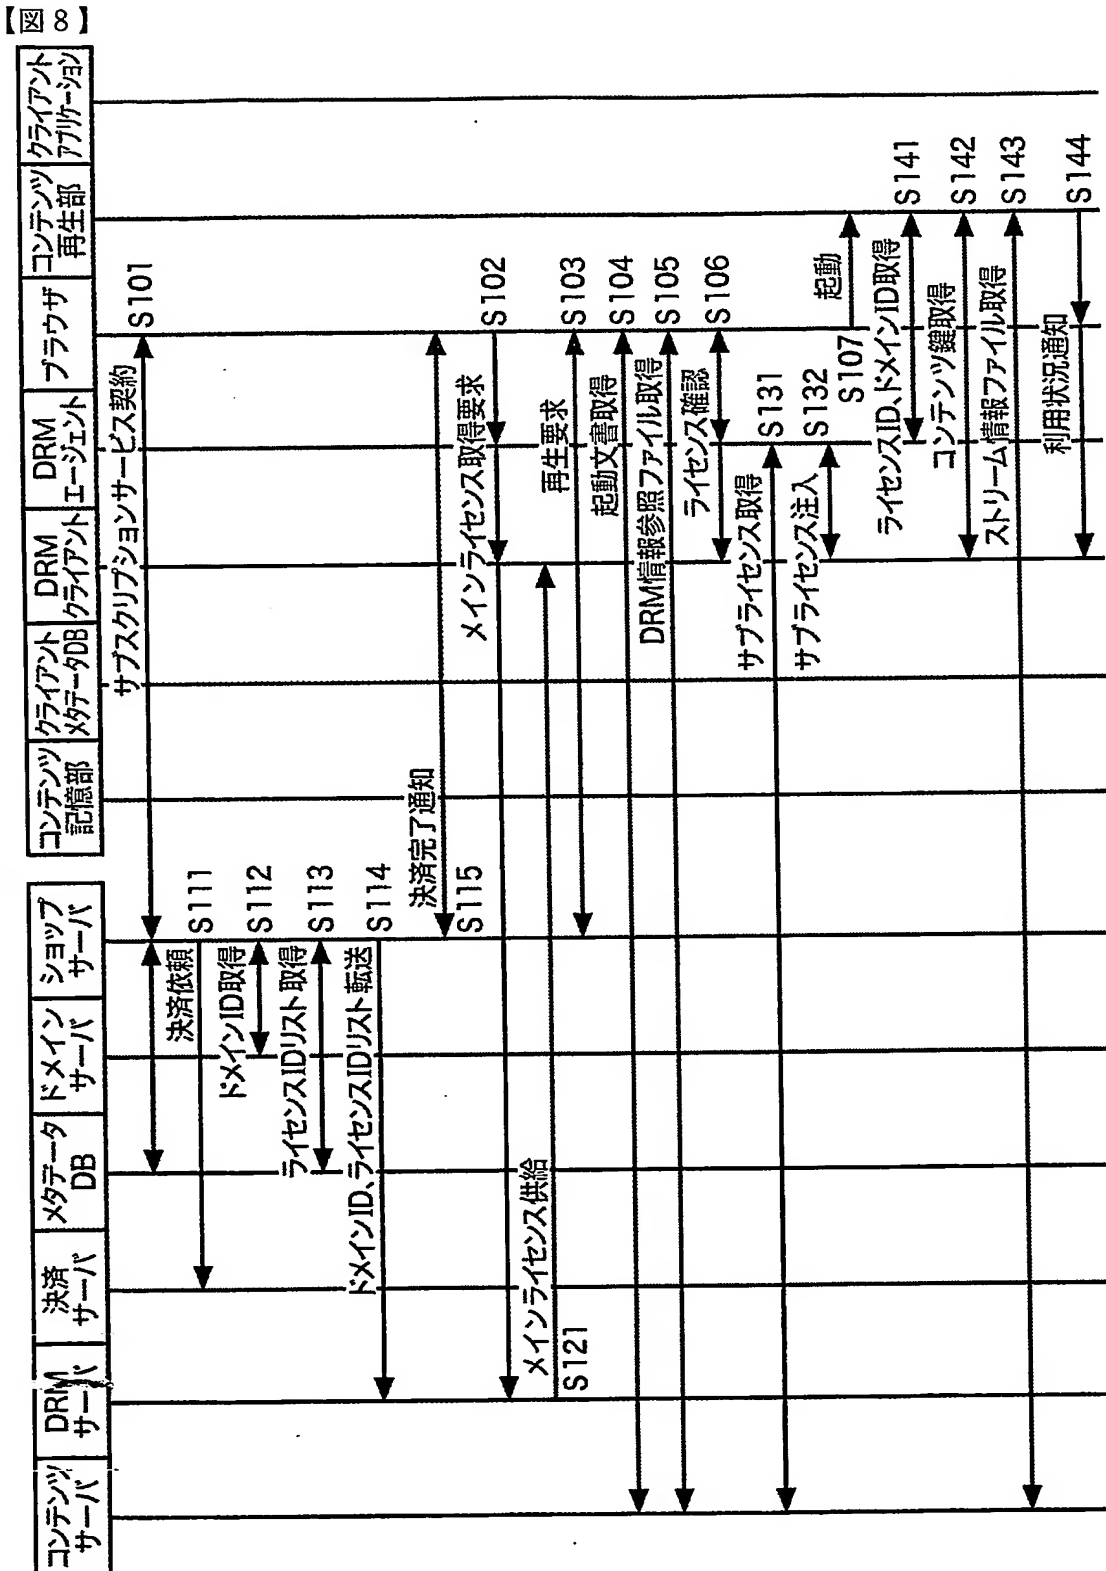 【図8】
コンテンツ
サーバ
DRM
サーバ
決済
サーバ
メタデータ
DB
ドメイン
サーバ
ショップ
サーバ
コンテンツ
記憶部
クライアント
メタデータDB
DRM
クライアント
DRM
エージェント
ブラウザ
コンテンツ
再生部
クライアント
アプリケーション
サブスクリプションサービス契約
S101
決済依頼
S111
ドメインID取得
S112
ライセンスIDリスト取得
S113
ドメインID、ライセンスIDリスト転送
S114
決済完了通知
S115
メインライセンス取得要求
S102
メインライセンス供給
S121
再生要求
S103
起動文書取得
S104
DRM情報参照ファイル取得
S105
ライセンス確認
S106
サブライセンス取得
S131
サブライセンス注入
S132
起動
S107
ライセンスID、ドメインID取得
S141
コンテンツ鍵取得
S142
ストリーム情報ファイル取得
S143
利用状況通知
S144